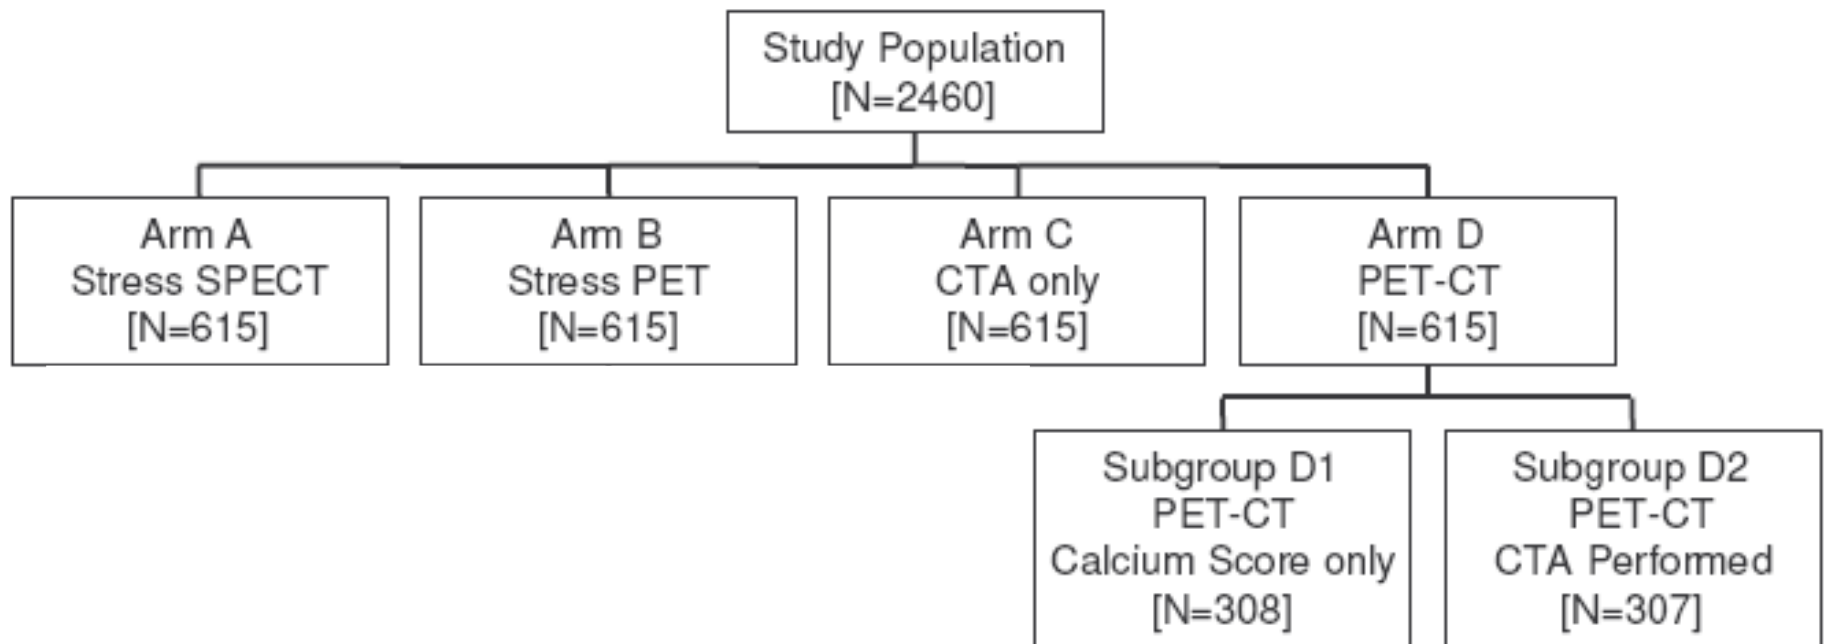 Study Population
[N=2460]
Arm A
Stress SPECT
[N=615]
Arm B
Stress PET
[N=615]
Arm C
CTA only
[N=615]
Arm D
PET-CT
[N=615]
Subgroup D1
PET-CT
Calcium Score only
[N=308]
Subgroup D2
PET-CT
CTA Performed
[N=307]